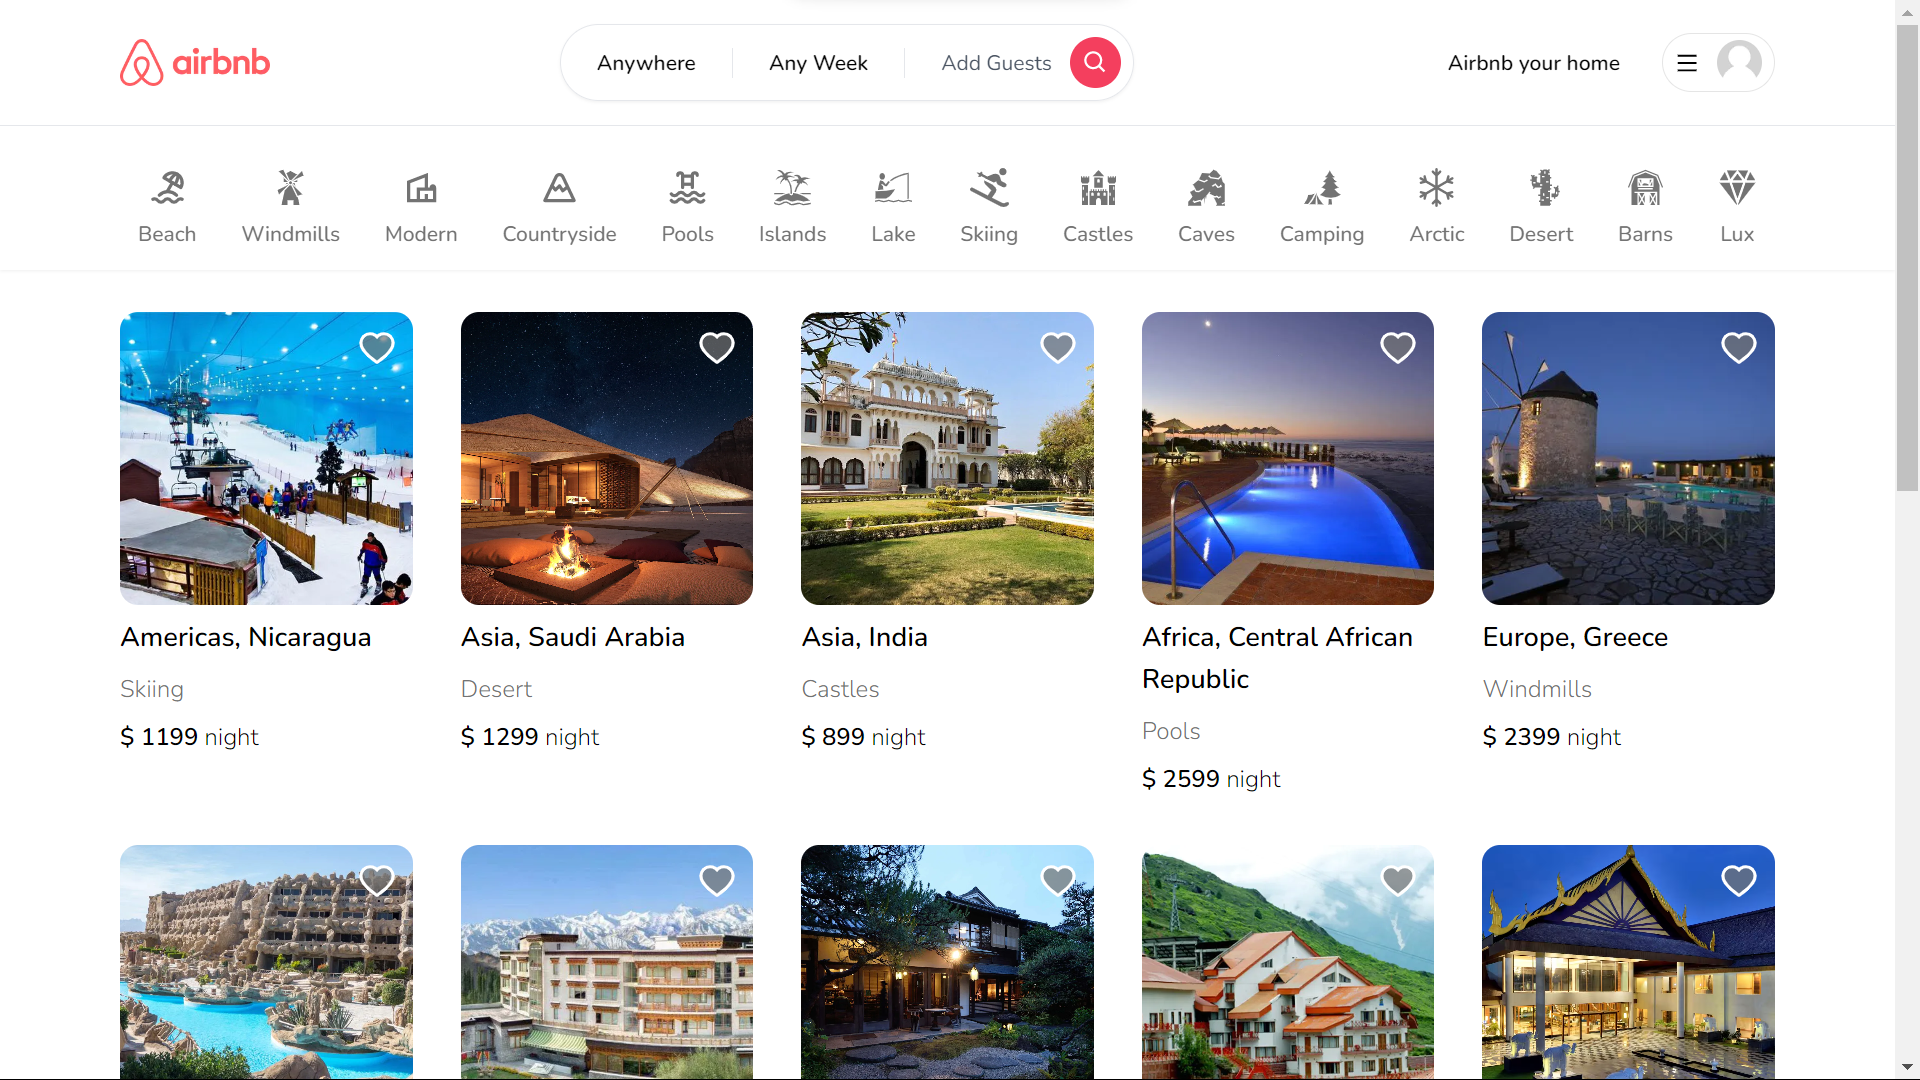 airbnb
Anywhere
Any Week
Add Guests
Airbnb your home
Beach
Windmills
Modern
Countryside
Pools
Islands
Lake
Skiing
Castles
Caves
Camping
Arctic
Desert
Barns
Lux
Americas, Nicaragua
Skiing
$ 1199 night
Asia, Saudi Arabia
Desert
$ 1299 night
Asia, India
Castles
$ 899 night
Africa, Central African
Republic
Pools
$ 2599 night
Europe, Greece
Windmills
$ 2399 night